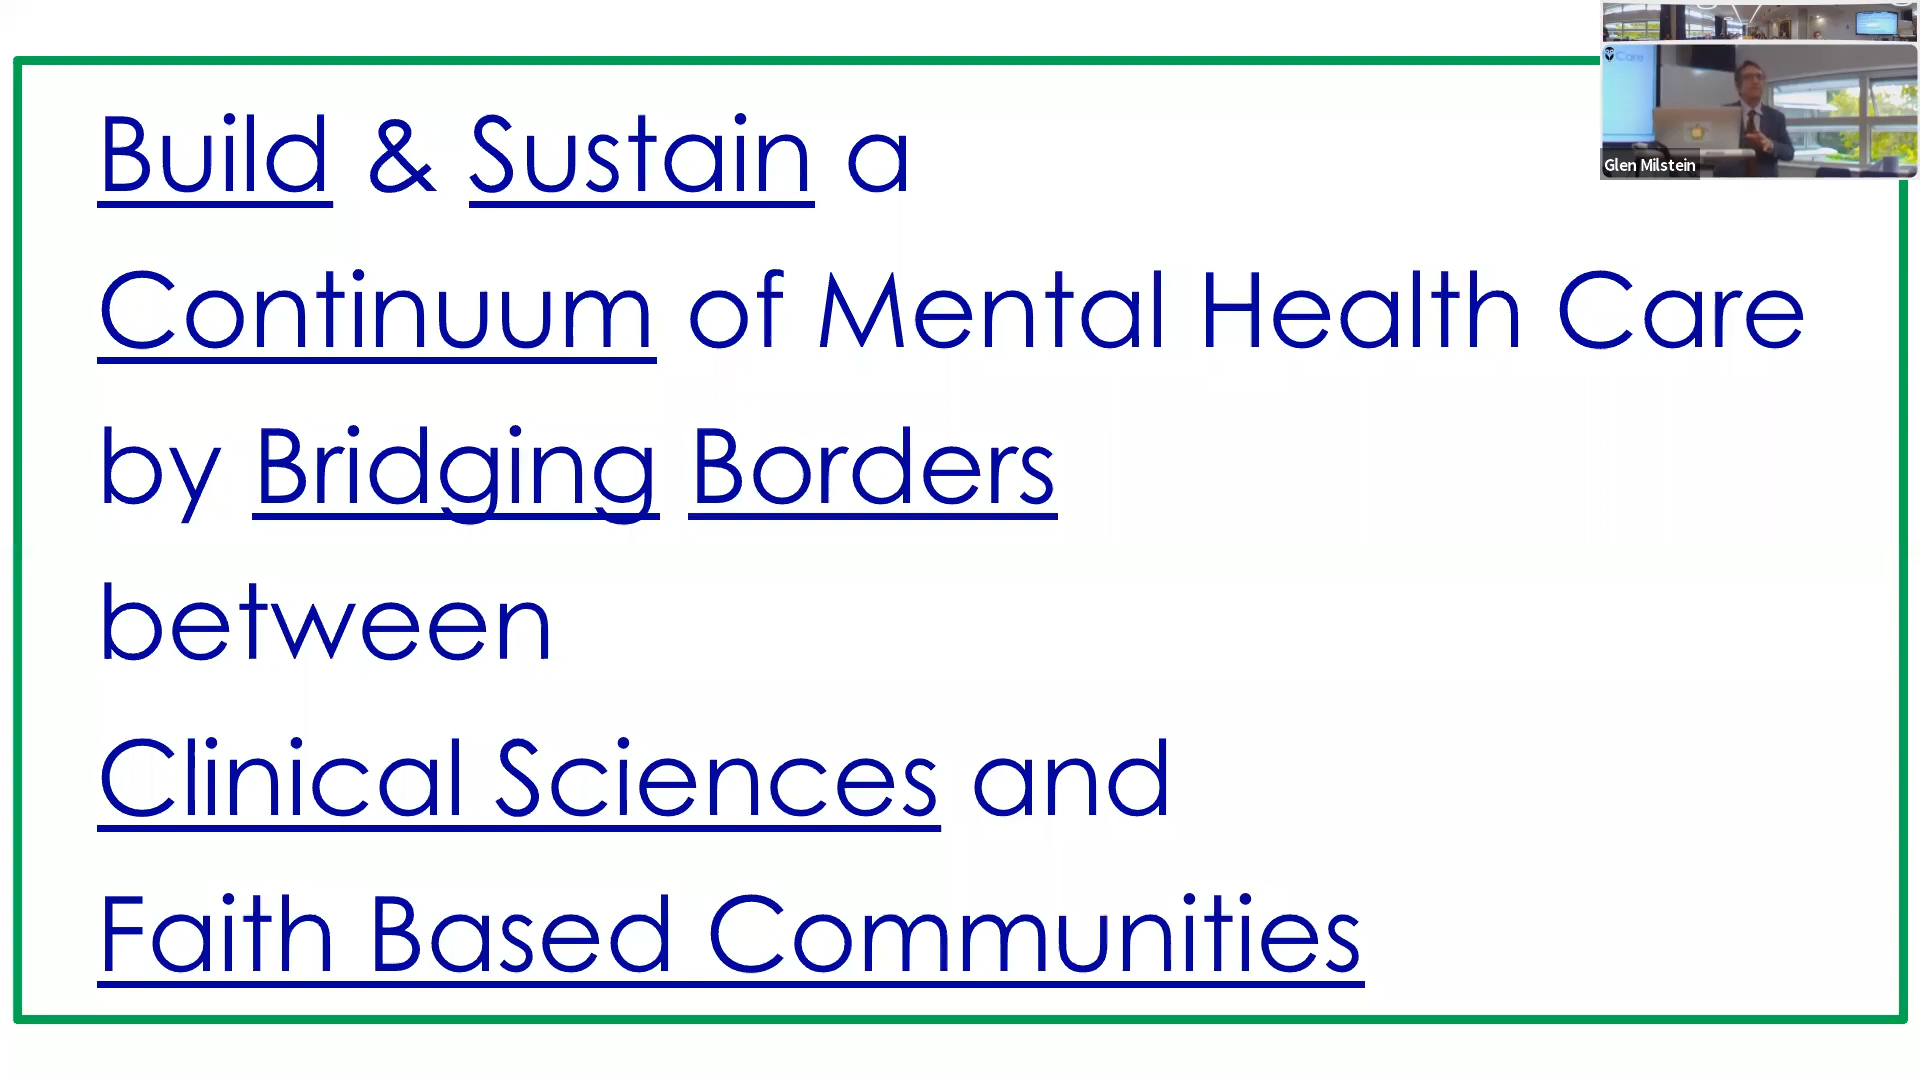 Build & Sustain a
Continuum of Mental Health Care
by Bridging Borders
between
Clinical Sciences and
Faith Based Communities
Care
Glen Milstein